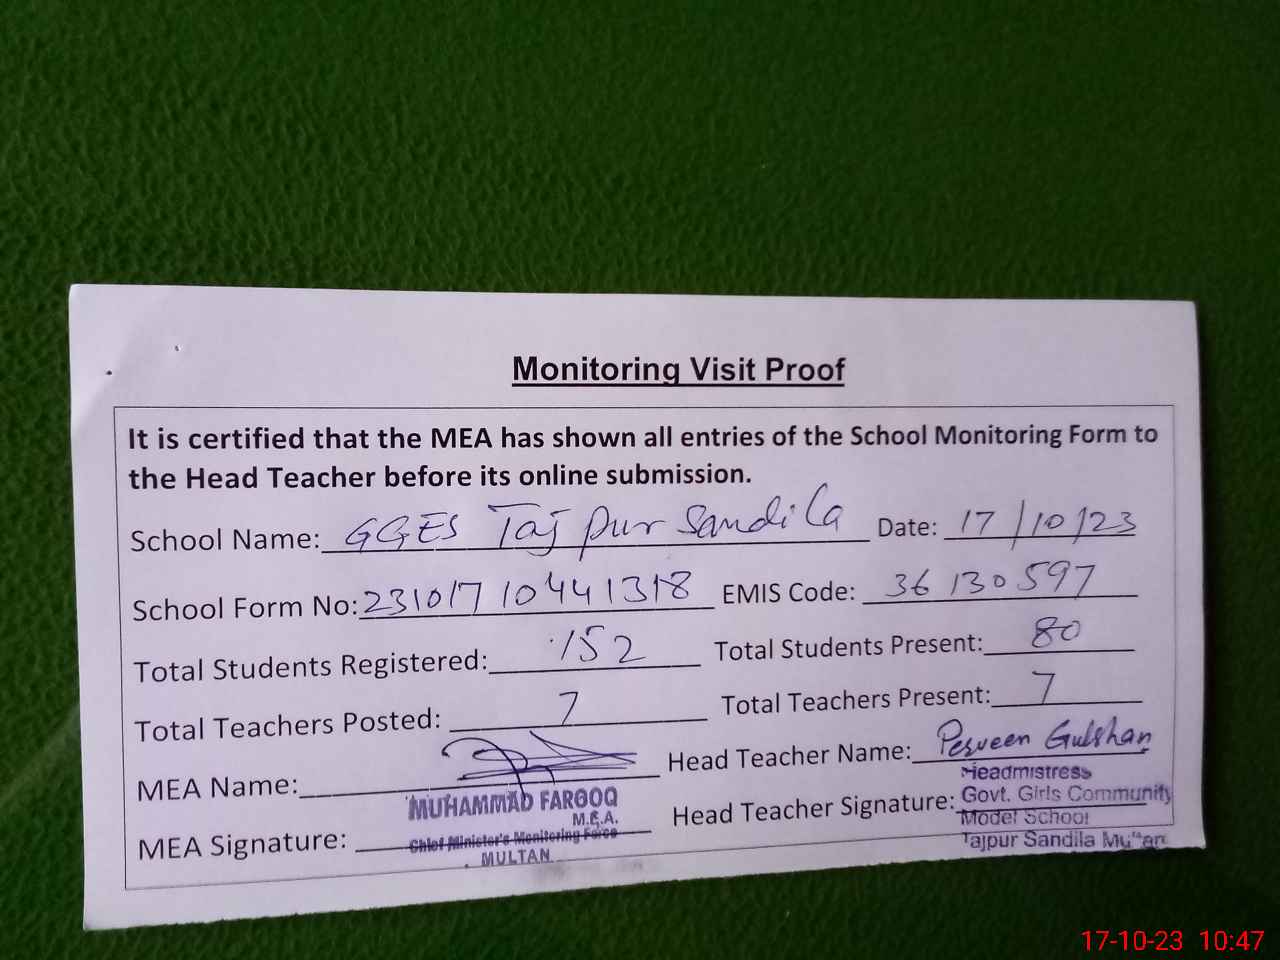 Monitoring Visit Proof
It is certified that the MEA has shown all entries of the School Monitoring Form to
the Head Teacher before its online submission.
School Name: GGES Taj pur Sandila Date: 17/10/23
School Form No: 23101710441318 EMIS Code: 36130597
Total Students Registered: 152 Total Students Present: 80
Total Teachers Posted: 7 Total Teachers Present: 7
MEA Name: Head Teacher Name: Perveen Gulshan
MEA Signature: Head Teacher Signature:
MUHAMMAD FAROOQ
M.E.A.
Chief Minister's Monitoring Force
MULTAN
Headmistress
Govt. Girls Community
Model School
Tajpur Sandila Multan
17-10-23 10:47